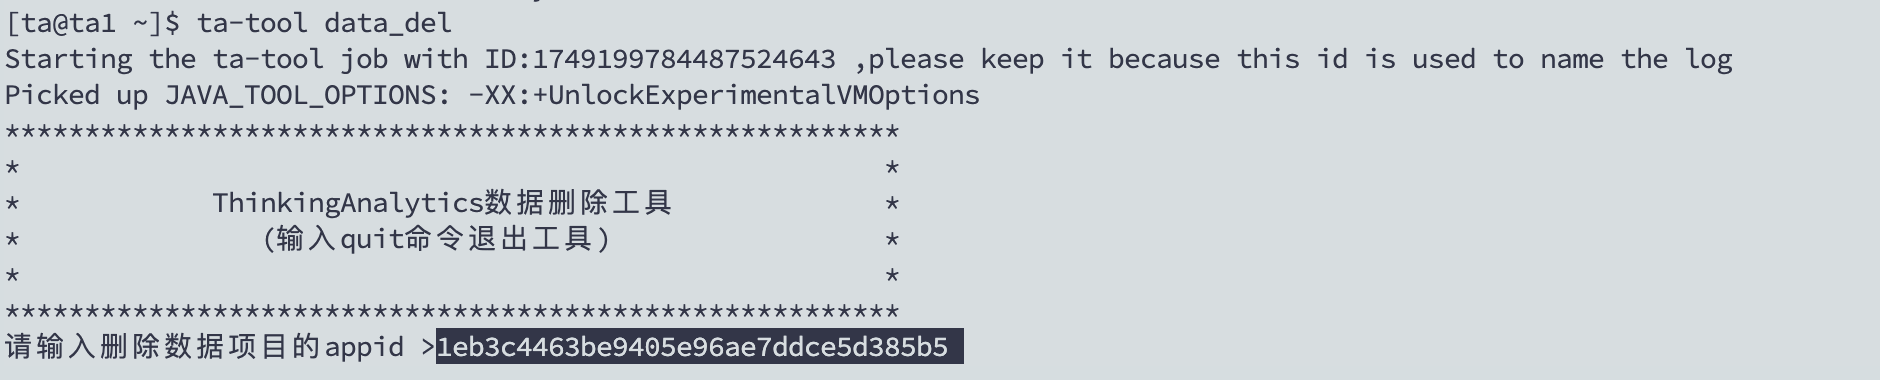 [ta@ta1 ~]$ ta-tool data_del
Starting the ta-tool job with ID:1749199784487524643 ,please keep it because this id is used to name the log
Picked up JAVA_TOOL_OPTIONS: -XX:+UnlockExperimentalVMOptions
********************************************************
*                                                      *
*            ThinkingAnalytics数据删除工具             *
*               (输入quit命令退出工具)                 *
*                                                      *
********************************************************
请输入删除数据项目的appid >1eb3c4463be9405e96ae7ddce5d385b5